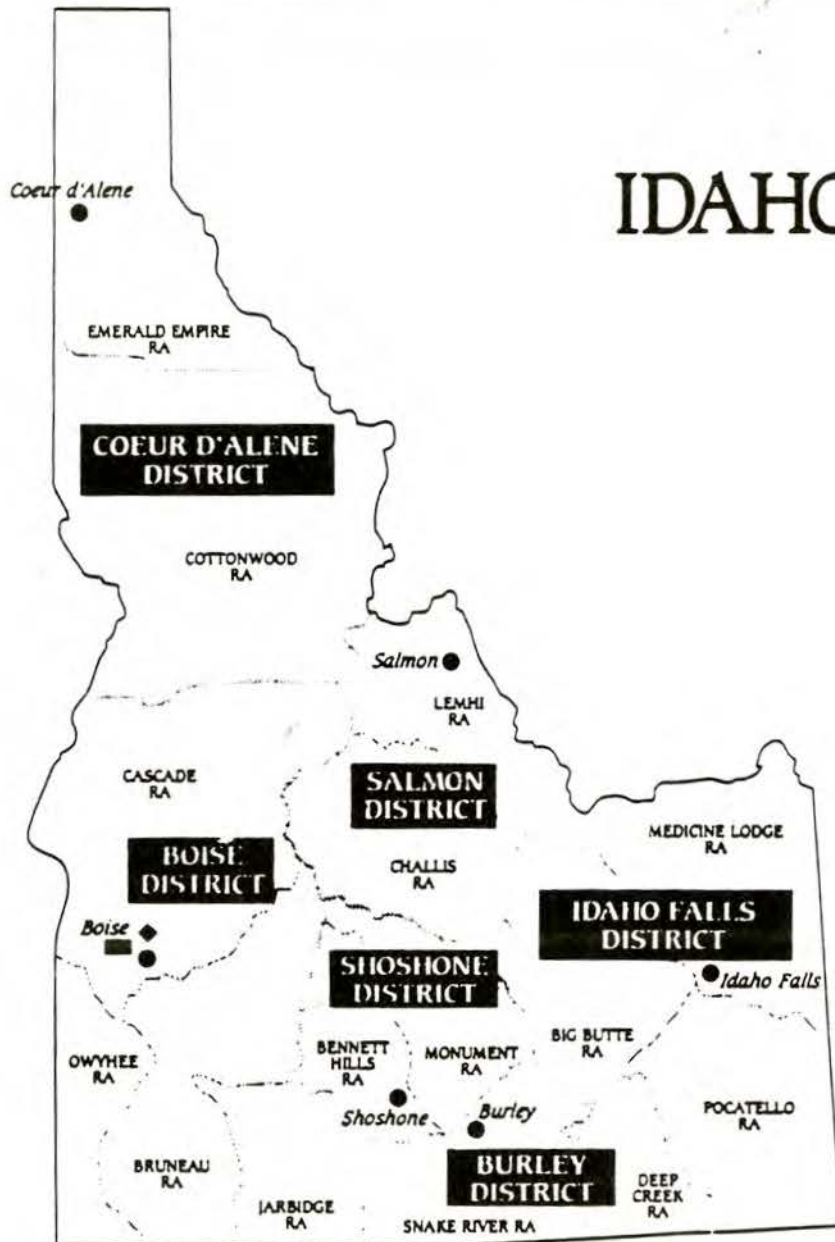 IDAHO
Coeur d'Alene
EMERALD EMPIRE
RA
COEUR D'ALENE
DISTRICT
COTTONWOOD
RA
Salmon
LEMHI
RA
CASCADE
RA
SALMON
DISTRICT
MEDICINE LODGE
RA
BOISE
DISTRICT
CHALLIS
RA
IDAHO FALLS
DISTRICT
Boise
SHOSHONE
DISTRICT
Idaho Falls
OWYHEE
RA
BENNETT
HILLS
RA
MONUMENT
RA
BIG BUTTE
RA
Shoshone
Burley
POCATELLO
RA
BRUNEAU
RA
BURLEY
DISTRICT
DEEP
CREEK
RA
JARBIDGE
RA
SNAKE RIVER RA